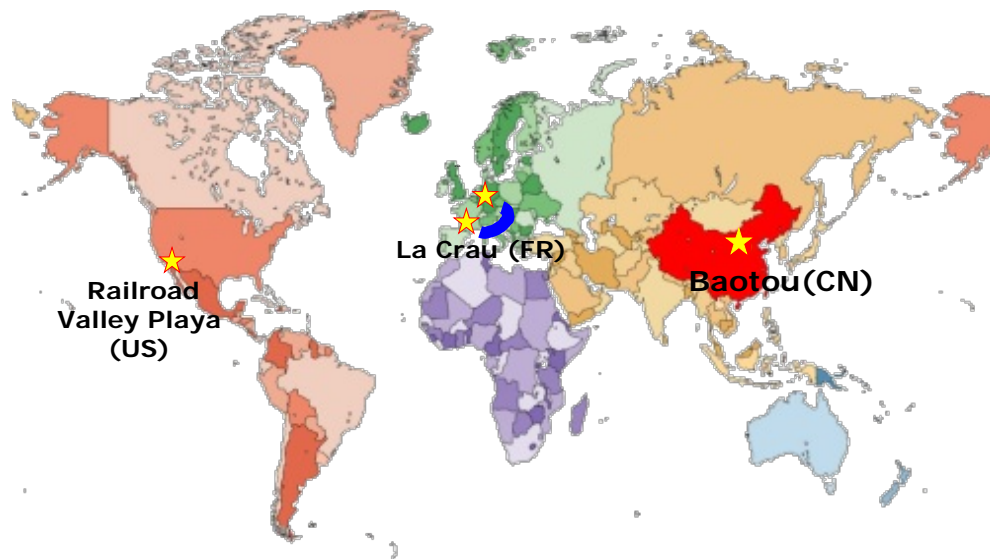 La Crau (FR)
Baotou(CN)
Railroad
Valley Playa
(US)